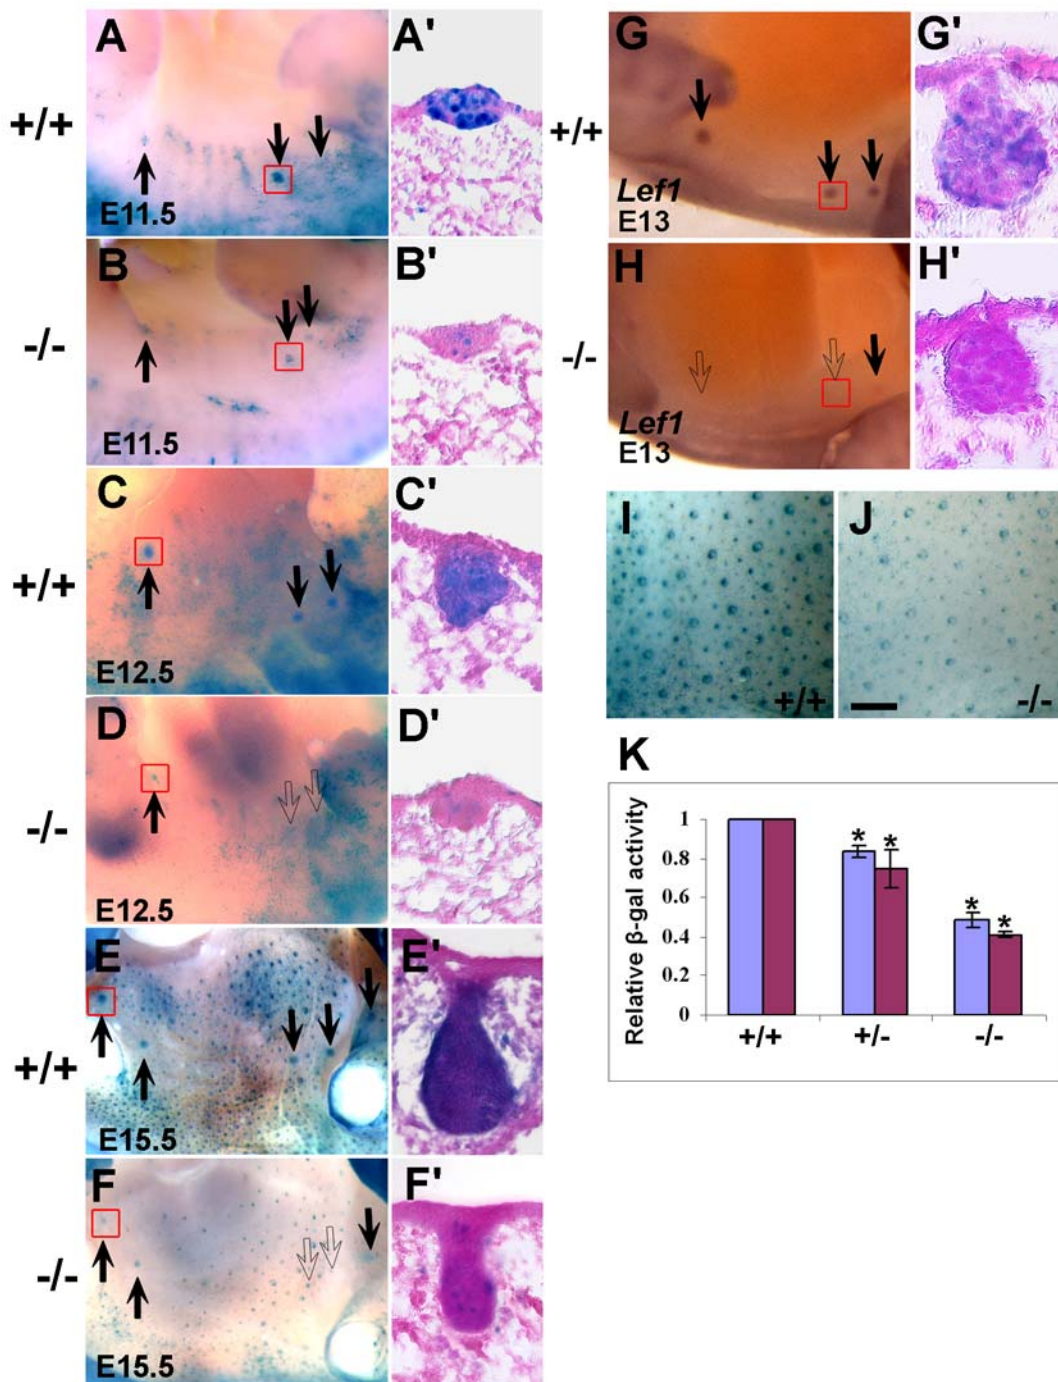 A
A'
+/+
E11.5
B
B'
-/-
E11.5
C
C'
+/+
E12.5
D
D'
-/-
E12.5
E
E'
+/+
E15.5
F
F'
-/-
E15.5
G
G'
+/+
Lef1
E13
H
H'
-/-
Lef1
E13
I
+/+
J
-/-
K
Relative β-gal activity
1
0.8
0.6
0.4
0.2
0
* *
* *
+/+ +/- -/-